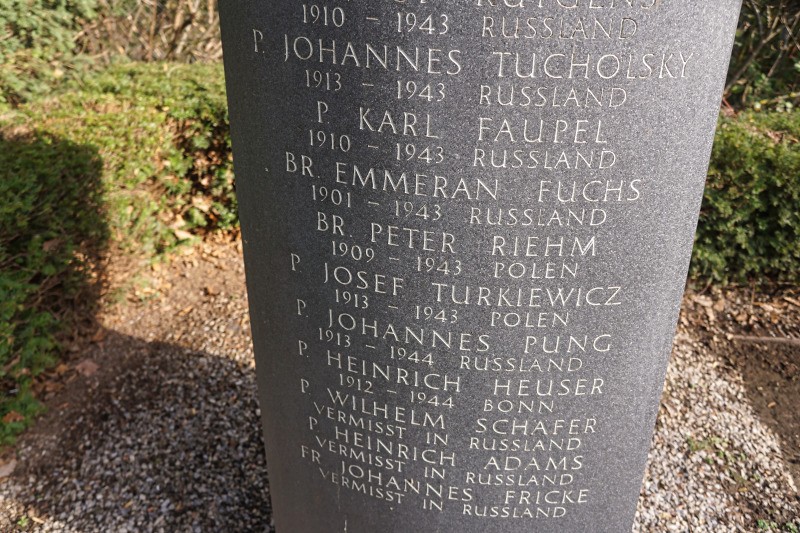 RUTGENS
1910 – 1943 RUSSLAND
P. JOHANNES TUCHOLSKY
1913 – 1943 RUSSLAND
P. KARL FAUPEL
1910 – 1943 RUSSLAND
BR. EMMERAN FUCHS
1901 – 1943 RUSSLAND
BR. PETER RIEHM
1909 – 1943 POLEN
P. JOSEF TURKIEWICZ
1913 – 1943 POLEN
P. JOHANNES PUNG
1913 – 1944 RUSSLAND
P. HEINRICH HEUSER
1912 – 1944 BONN
P. WILHELM SCHÄFER
VERMISST IN RUSSLAND
P. HEINRICH ADAMS
VERMISST IN RUSSLAND
FR. JOHANNES FRICKE
VERMISST IN RUSSLAND